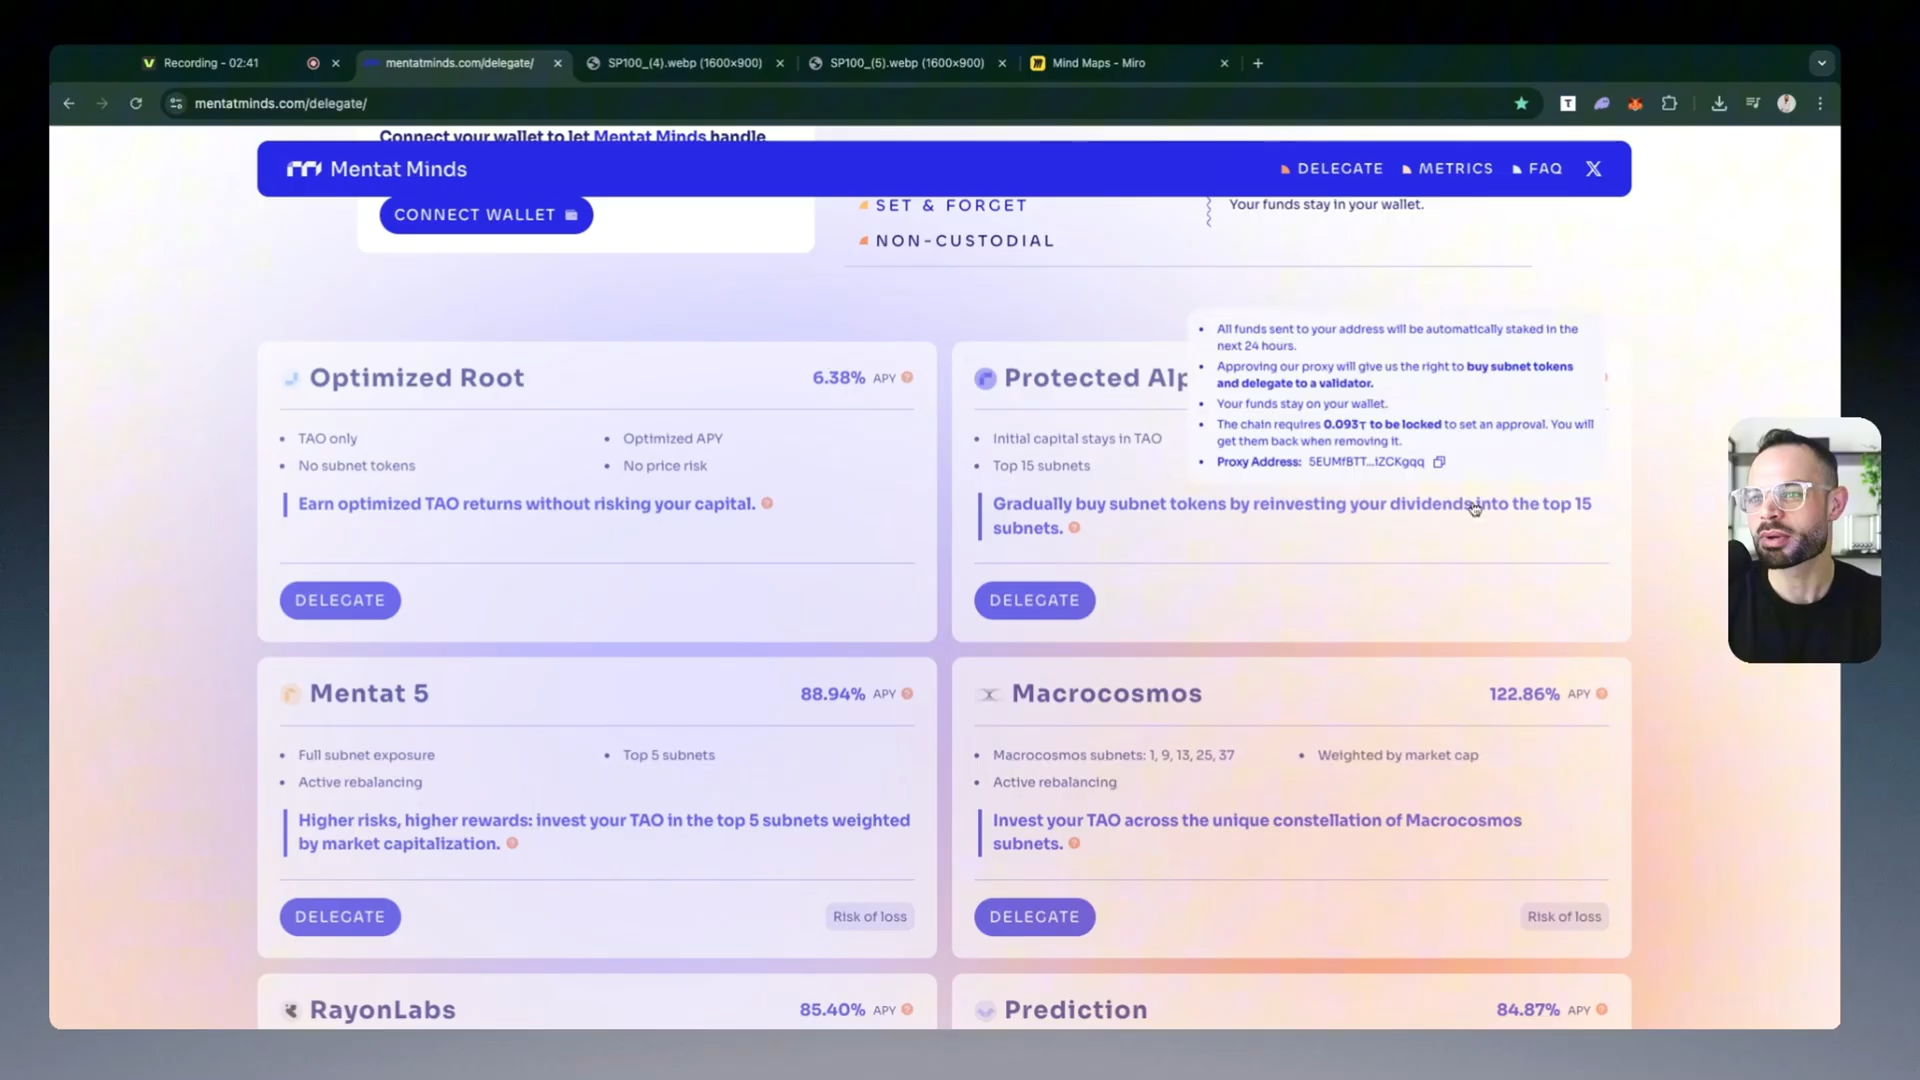 Recording - 02:41
mentatminds.com/delegate/
SP100_(4).webp (1600×900)
SP100_(5).webp (1600×900)
Mind Maps - Miro
mentatminds.com/delegate/
Connect your wallet to let Mentat Minds handle
Mentat Minds
DELEGATE
METRICS
FAQ
CONNECT WALLET
SET & FORGET
NON-CUSTODIAL
Your funds stay in your wallet.
All funds sent to your address will be automatically staked in the
next 24 hours.
Approving our proxy will give us the right to buy subnet tokens
and delegate to a validator.
Your funds stay on your wallet.
The chain requires 0.093τ to be locked to set an approval. You will
get them back when removing it.
Proxy Address: 5EUMfBTT...iZCKgqq
Optimized Root
6.38% APY
TAO only
Optimized APY
No subnet tokens
No price risk
Earn optimized TAO returns without risking your capital.
DELEGATE
Protected Alp
Initial capital stays in TAO
Top 15 subnets
Gradually buy subnet tokens by reinvesting your dividends into the top 15
subnets.
DELEGATE
Mentat 5
88.94% APY
Full subnet exposure
Top 5 subnets
Active rebalancing
Higher risks, higher rewards: invest your TAO in the top 5 subnets weighted
by market capitalization.
DELEGATE
Risk of loss
Macrocosmos
122.86% APY
Macrocosmos subnets: 1, 9, 13, 25, 37
Weighted by market cap
Active rebalancing
Invest your TAO across the unique constellation of Macrocosmos
subnets.
DELEGATE
Risk of loss
RayonLabs
85.40% APY
Prediction
84.87% APY